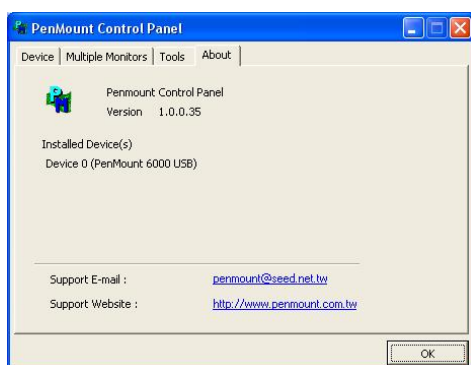 PenMount Control Panel
Device Multiple Monitors Tools About
Penmount Control Panel
Version 1.0.0.35
Installed Device(s)
Device 0 (PenMount 6000 USB)
Support E-mail : penmount@seed.net.tw
Support Website : http://www.penmount.com.tw
OK